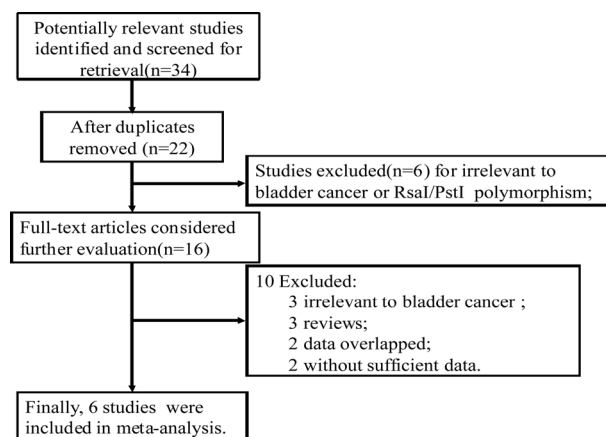 Potentially relevant studies
identified and screened for
retrieval(n=34)
After duplicates
removed (n=22)
Studies excluded(n=6) for irrelevant to
bladder cancer or RsaI/PstI polymorphism;
Full-text articles considered
further evaluation(n=16)
10 Excluded:
3 irrelevant to bladder cancer ;
3 reviews;
2 data overlapped;
2 without sufficient data.
Finally, 6 studies were
included in meta-analysis.